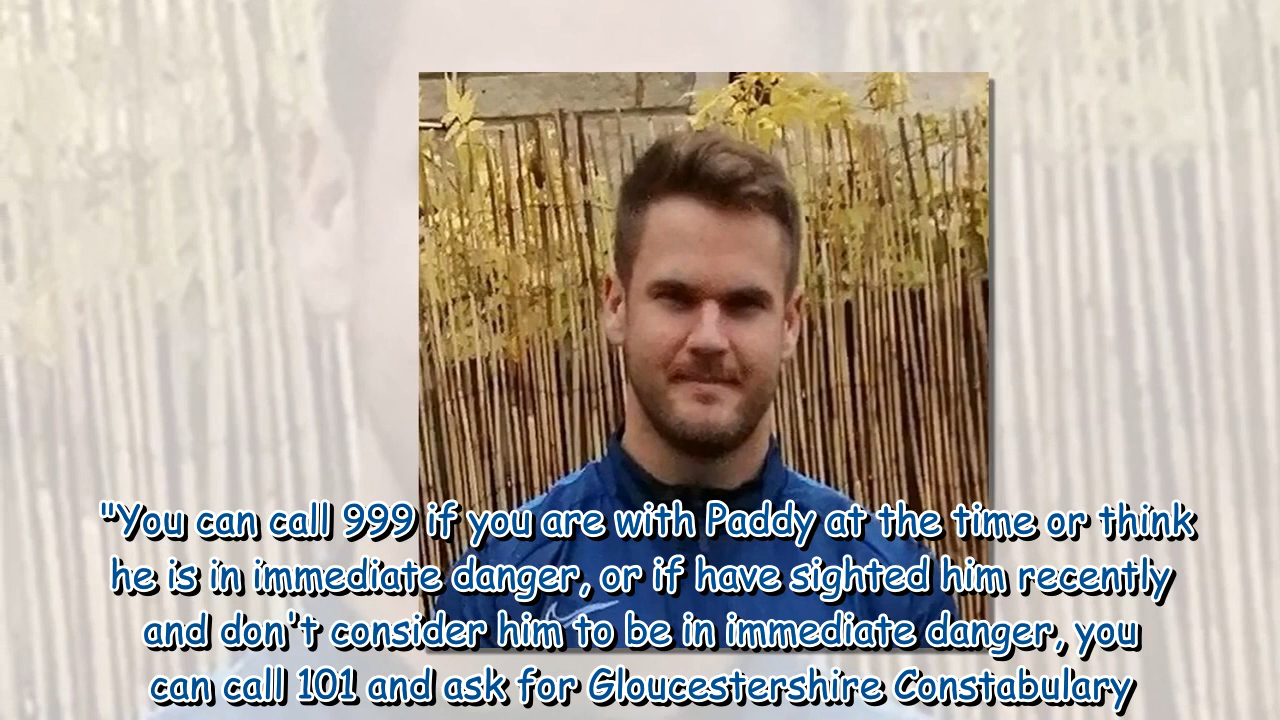 "You can call 999 if you are with Paddy at the time or think
he is in immediate danger, or if have sighted him recently
and don't consider him to be in immediate danger, you
can call 101 and ask for Gloucestershire Constabulary